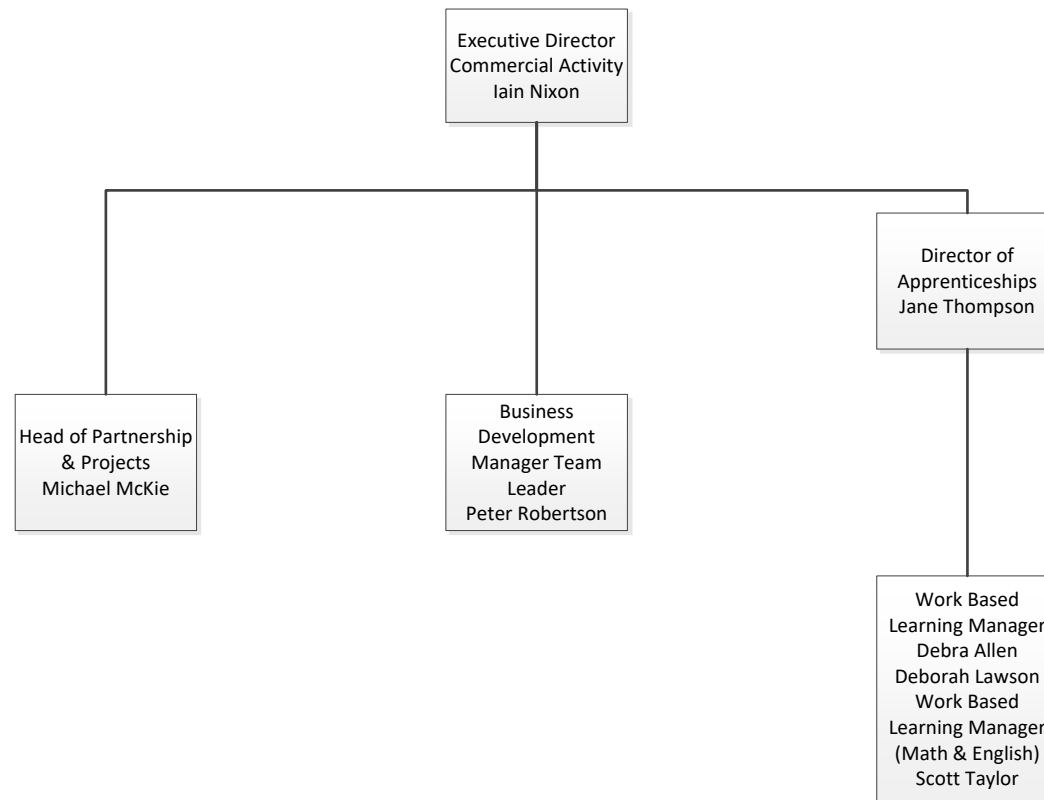 Executive Director
Commercial Activity
Iain Nixon
Director of
Apprenticeships
Jane Thompson
Head of Partnership
& Projects
Michael McKie
Business
Development
Manager Team
Leader
Peter Robertson
Work Based
Learning Manager
Debra Allen
Deborah Lawson
Work Based
Learning Manager
(Math & English)
Scott Taylor